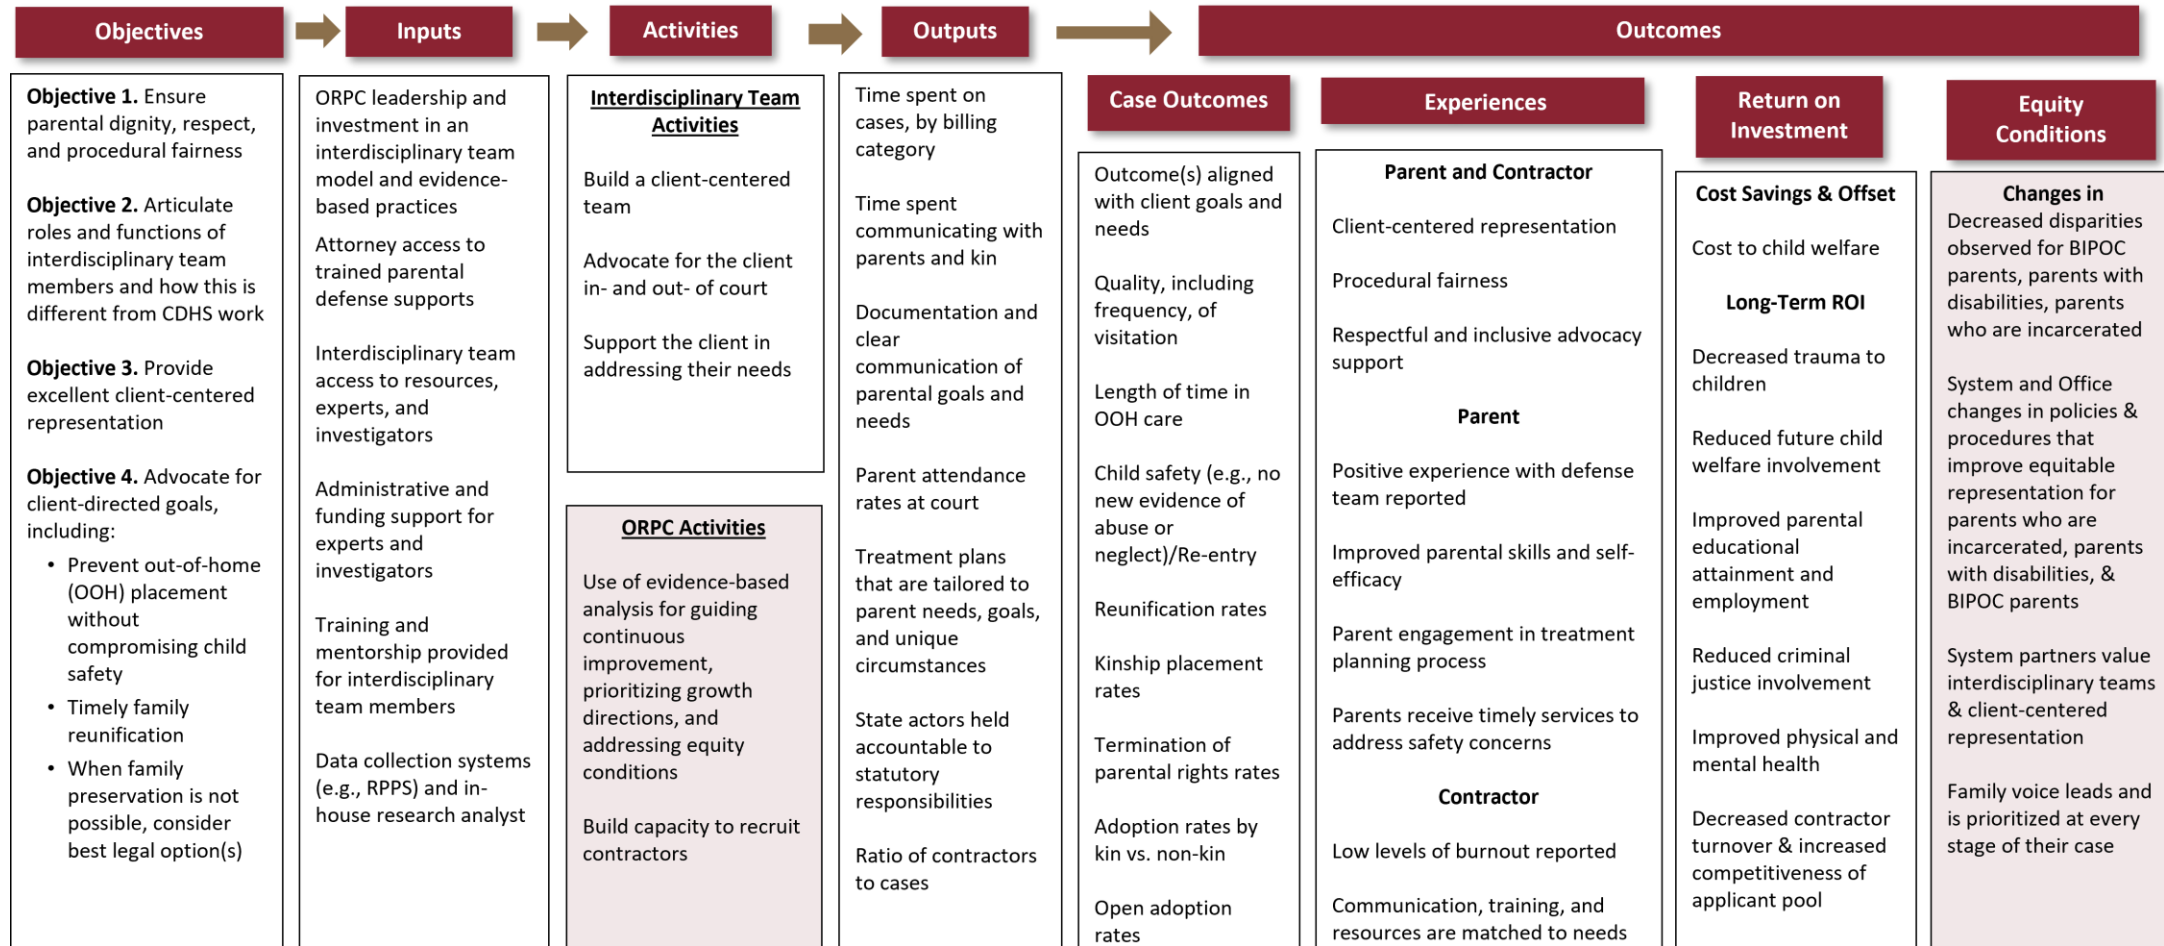 Objectives
Inputs
Activities
Outputs
Outcomes
Objective 1. Ensure
parental dignity, respect,
and procedural fairness
Objective 2. Articulate
roles and functions of
interdisciplinary team
members and how this is
different from CDHS work
Objective 3. Provide
excellent client-centered
representation
Objective 4. Advocate for
client-directed goals,
including:
• Prevent out-of-home
(OOH) placement
without
compromising child
safety
• Timely family
reunification
• When family
preservation is not
possible, consider
best legal option(s)
ORPC leadership and
investment in an
interdisciplinary team
model and evidence-
based practices
Attorney access to
trained parental
defense supports
Interdisciplinary team
access to resources,
experts, and
investigators
Administrative and
funding support for
experts and
investigators
Training and
mentorship provided
for interdisciplinary
team members
Data collection systems
(e.g., RPPS) and in-
house research analyst
Interdisciplinary Team
Activities
Build a client-centered
team
Advocate for the client
in- and out- of court
Support the client in
addressing their needs
ORPC Activities
Use of evidence-based
analysis for guiding
continuous
improvement,
prioritizing growth
directions, and
addressing equity
conditions
Build capacity to recruit
contractors
Time spent on
cases, by billing
category
Time spent
communicating with
parents and kin
Documentation and
clear
communication of
parental goals and
needs
Parent attendance
rates at court
Treatment plans
that are tailored to
parent needs, goals,
and unique
circumstances
State actors held
accountable to
statutory
responsibilities
Ratio of contractors
to cases
Case Outcomes
Outcome(s) aligned
with client goals and
needs
Quality, including
frequency, of
visitation
Length of time in
OOH care
Child safety (e.g., no
new evidence of
abuse or
neglect)/Re-entry
Reunification rates
Kinship placement
rates
Termination of
parental rights rates
Adoption rates by
kin vs. non-kin
Open adoption
rates
Experiences
Parent and Contractor
Client-centered representation
Procedural fairness
Respectful and inclusive advocacy
support
Parent
Positive experience with defense
team reported
Improved parental skills and self-
efficacy
Parent engagement in treatment
planning process
Parents receive timely services to
address safety concerns
Contractor
Low levels of burnout reported
Communication, training, and
resources are matched to needs
Return on
Investment
Cost Savings & Offset
Cost to child welfare
Long-Term ROI
Decreased trauma to
children
Reduced future child
welfare involvement
Improved parental
educational
attainment and
employment
Reduced criminal
justice involvement
Improved physical and
mental health
Decreased contractor
turnover & increased
competitiveness of
applicant pool
Equity
Conditions
Changes in
Decreased disparities
observed for BIPOC
parents, parents with
disabilities, parents
who are incarcerated
System and Office
changes in policies &
procedures that
improve equitable
representation for
parents who are
incarcerated, parents
with disabilities, &
BIPOC parents
System partners value
interdisciplinary teams
& client-centered
representation
Family voice leads and
is prioritized at every
stage of their case